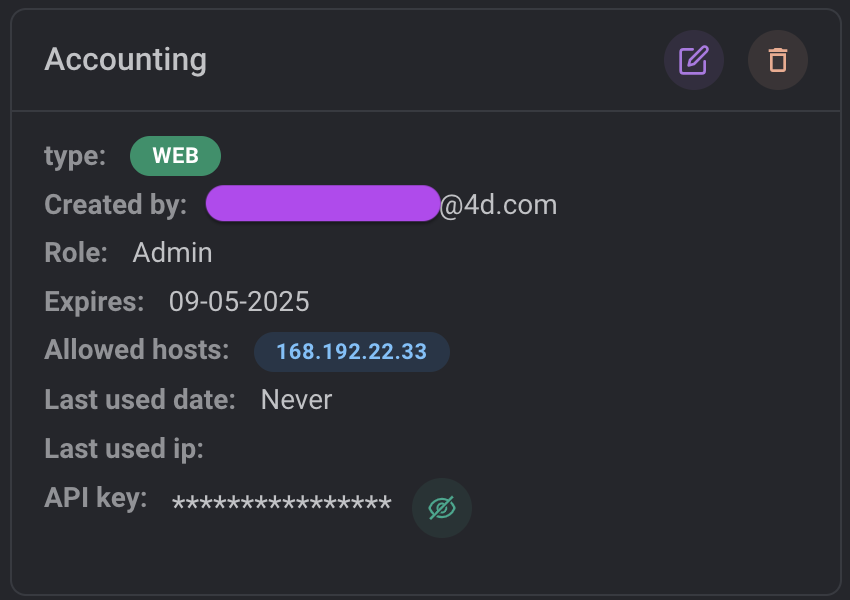 Accounting
type: WEB
Created by: @4d.com
Role: Admin
Expires: 09-05-2025
Allowed hosts: 168.192.22.33
Last used date: Never
Last used ip:
API key: ****************